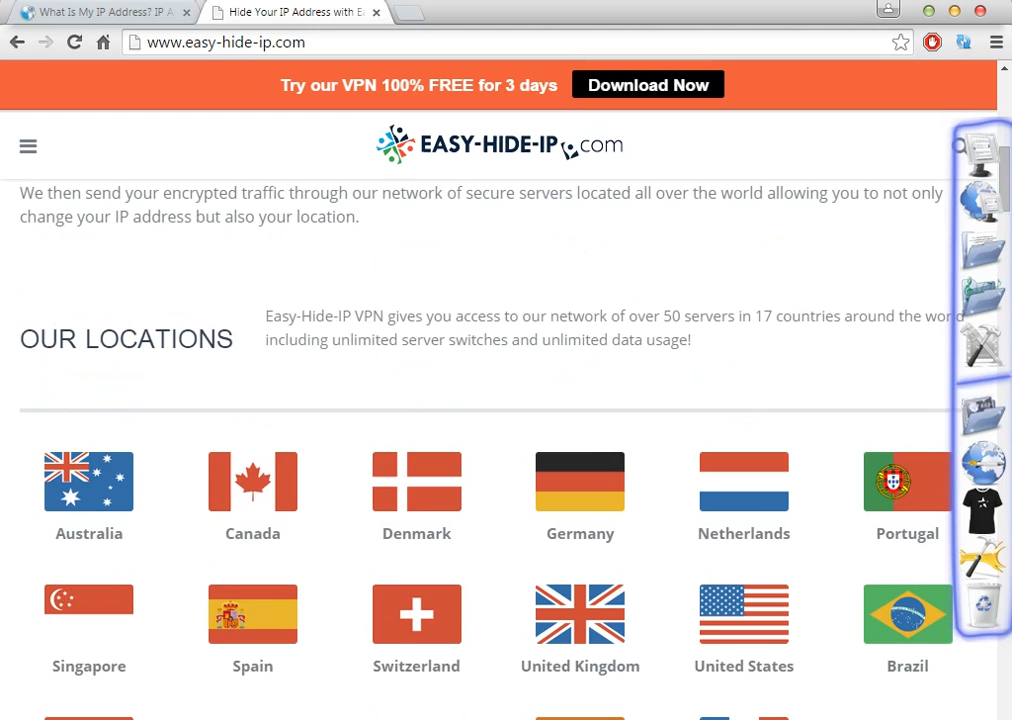 What Is My IP Address? IP A
Hide Your IP Address with Ea
www.easy-hide-ip.com
Try our VPN 100% FREE for 3 days
Download Now
EASY-HIDE-IP.com
We then send your encrypted traffic through our network of secure servers located all over the world allowing you to not only
change your IP address but also your location.
Easy-Hide-IP VPN gives you access to our network of over 50 servers in 17 countries around the world
OUR LOCATIONS
including unlimited server switches and unlimited data usage!
Australia Canada Denmark Germany Netherlands Portugal
Singapore Spain Switzerland United Kingdom United States Brazil